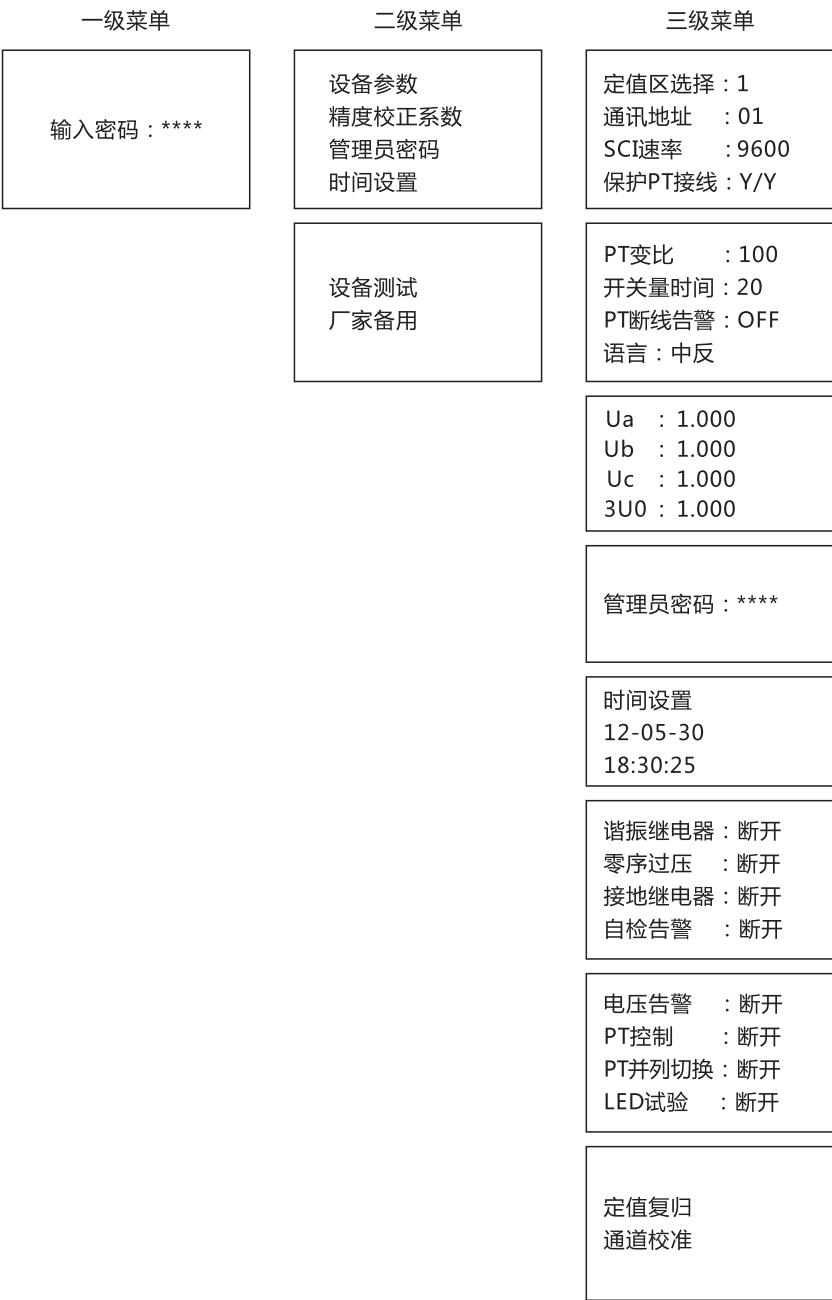 一级菜单
二级菜单
三级菜单
输入密码：****
设备参数
精度校正系数
管理员密码
时间设置
设备测试
厂家备用
定值区选择：1
通讯地址　：01
SCI速率　：9600
保护PT接线：Y/Y
PT变比　：100
开关量时间：20
PT断线告警：OFF
语言：中反
Ua ：1.000
Ub ：1.000
Uc ：1.000
3U0：1.000
管理员密码：****
时间设置
12-05-30
18:30:25
谐振继电器：断开
零序过压　：断开
接地继电器：断开
自检告警　：断开
电压告警　：断开
PT控制　：断开
PT并列切换：断开
LED试验　：断开
定值复归
通道校准